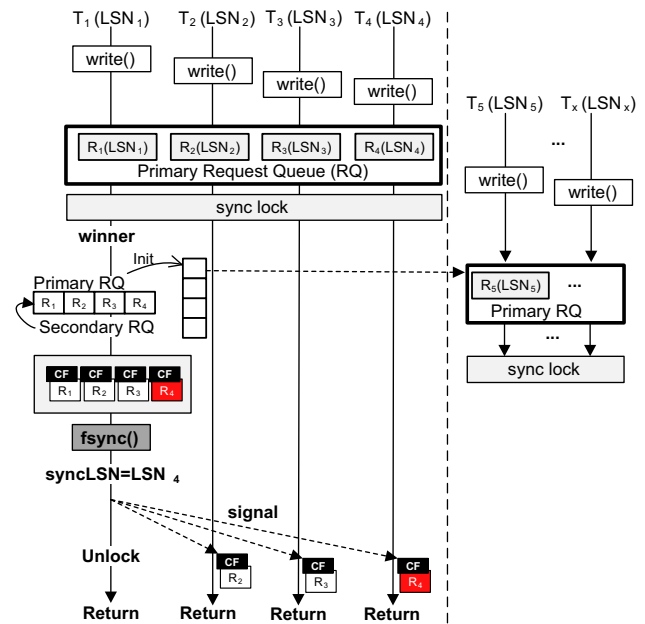 T₁ (LSN₁) T₂ (LSN₂) T₃ (LSN₃) T₄ (LSN₄)
write() write() write() write()
R₁(LSN₁) R₂(LSN₂) R₃(LSN₃) R₄(LSN₄)
Primary Request Queue (RQ)
sync lock
winner
Init
Primary RQ
R₁ R₂ R₃ R₄
Secondary RQ
CF CF CF CF
R₁ R₂ R₃ R₄
fsync()
syncLSN=LSN ₄
signal
Unlock
CF CF CF
R₂ R₃ R₄
Return Return Return Return
T₅ (LSN₅) Tₓ (LSNₓ)
...
write() write()
R₅(LSN₅) ...
Primary RQ
...
sync lock